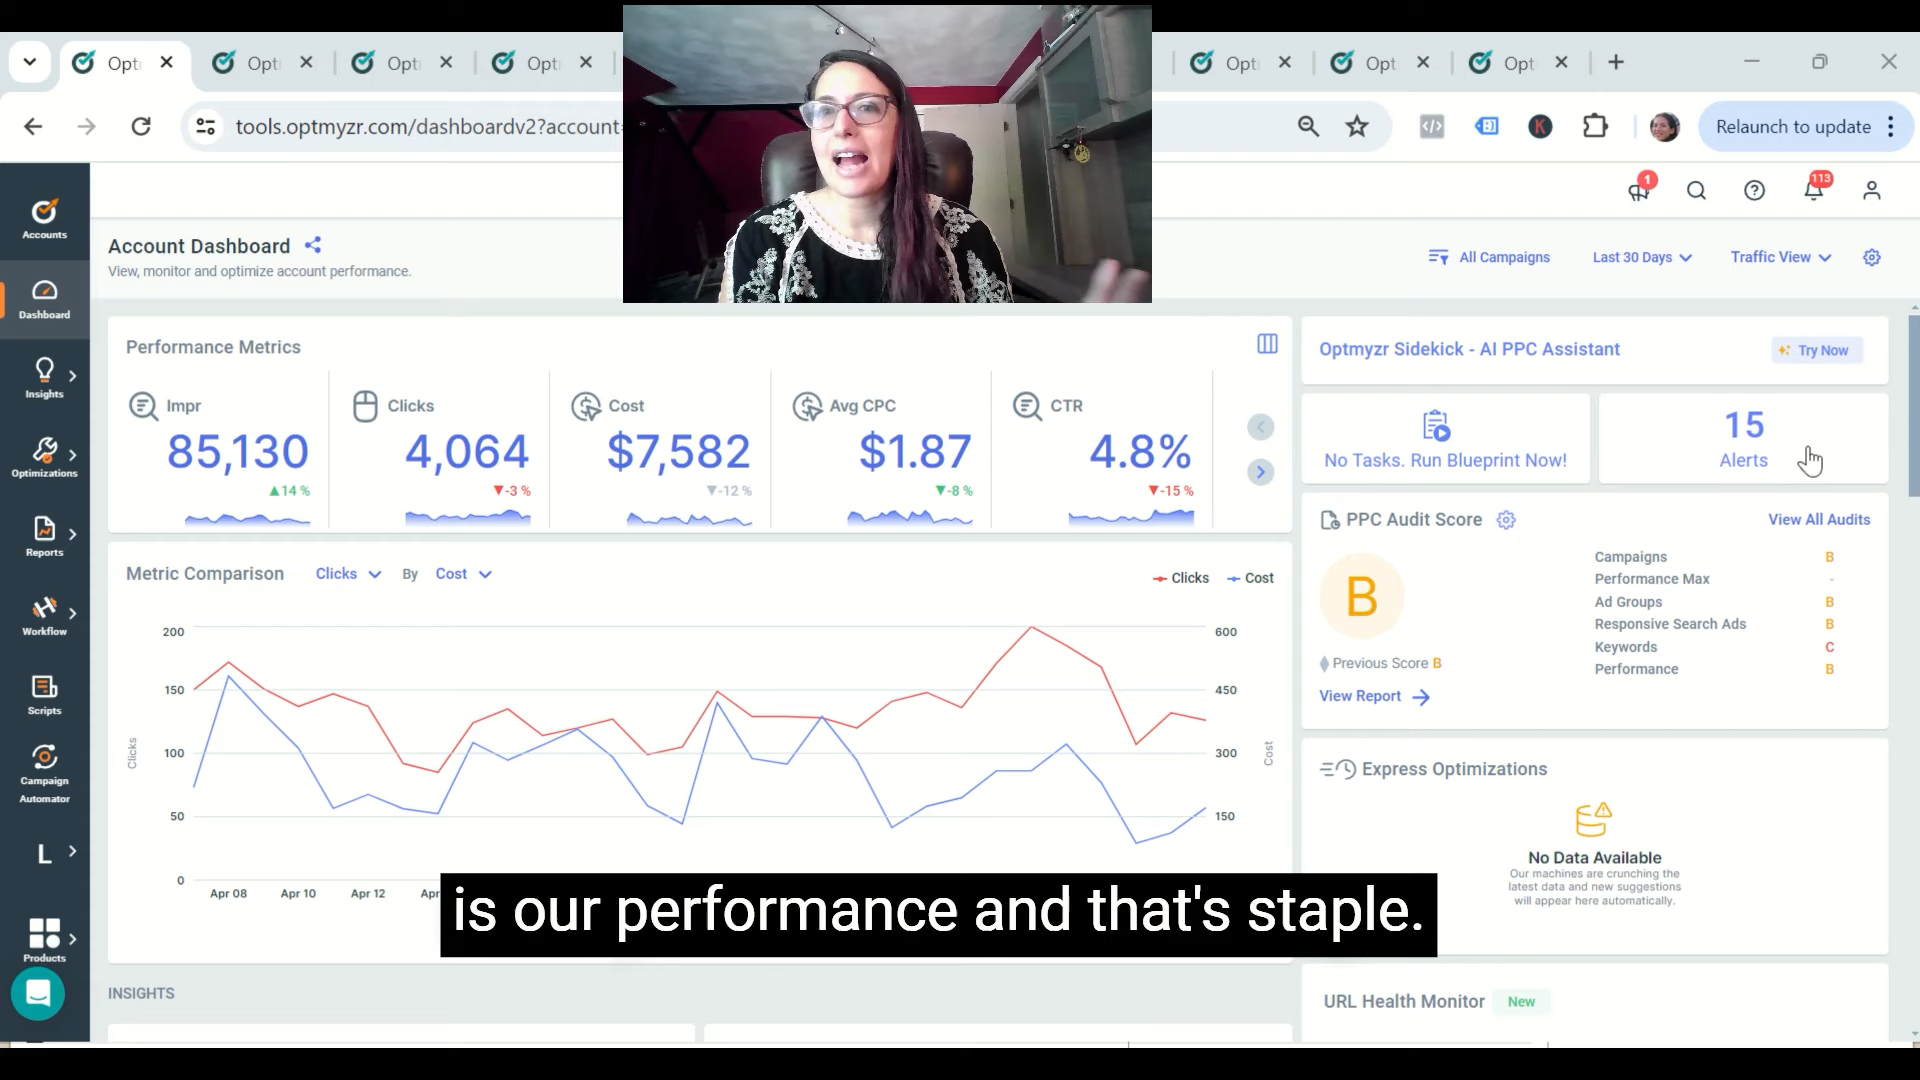 Opt
Opt
Opt
Opt
Opt
Opt
Opt
tools.optmyzr.com/dashboardv2?account=
K
Relaunch to update
1
113
Accounts
Account Dashboard
View, monitor and optimize account performance.
All Campaigns
Last 30 Days
Traffic View
Dashboard
Insights
Optimizations
Reports
Workflow
Scripts
Campaign
Automator
L
Products
Performance Metrics
Impr
85,130
▲14 %
Clicks
4,064
▼-3 %
Cost
$7,582
▼-12 %
Avg CPC
$1.87
▼-8 %
CTR
4.8%
▼-15 %
Optmyzr Sidekick - AI PPC Assistant
Try Now
No Tasks. Run Blueprint Now!
15
Alerts
PPC Audit Score
View All Audits
B
Previous Score B
View Report
Campaigns B
Performance Max -
Ad Groups B
Responsive Search Ads B
Keywords C
Performance B
Metric Comparison Clicks By Cost
Clicks Cost
200
150
100
50
0
Clicks
600
450
300
150
Cost
Apr 08 Apr 10 Apr 12 Ap
Express Optimizations
No Data Available
Our machines are crunching the
latest data and new suggestions
will appear here automatically.
is our performance and that's staple.
INSIGHTS
URL Health Monitor New